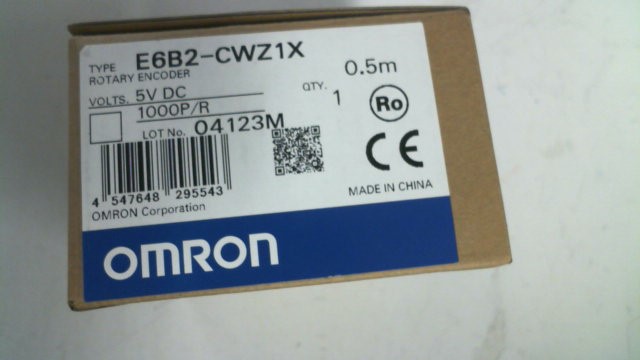 TYPE E6B2-CWZ1X 0.5m
ROTARY ENCODER
VOLTS. 5V DC QTY. 1
1000P/R Ro
LOT No. 04123M
CE
4 547648 295543
MADE IN CHINA
OMRON Corporation
OMRON